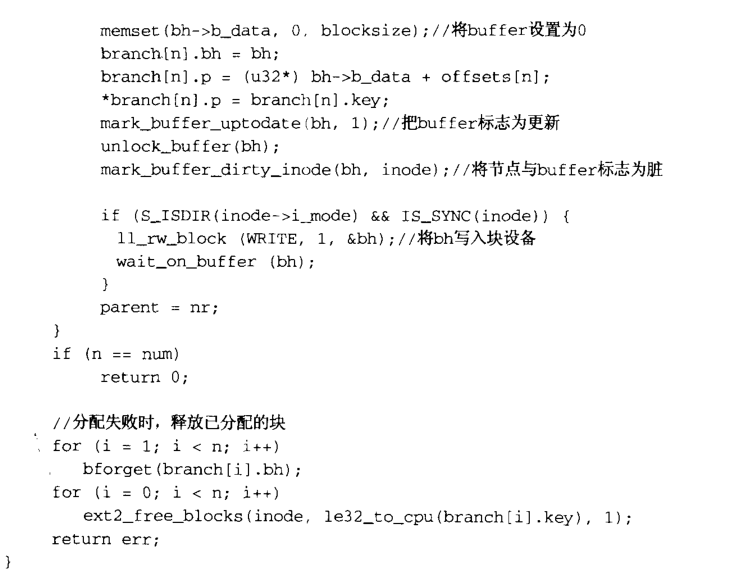 memset(bh->b_data, 0, blocksize);//将buffer设置为0
branch[n].bh = bh;
branch[n].p = (u32*) bh->b_data + offsets[n];
*branch[n].p = branch[n].key;
mark_buffer_uptodate(bh, 1);//把buffer标志为更新
unlock_buffer(bh);
mark_buffer_dirty_inode(bh, inode);//将节点与buffer标志为脏
if (S_ISDIR(inode->i_mode) && IS_SYNC(inode)) {
ll_rw_block (WRITE, 1, &bh);//将bh写入块设备
wait_on_buffer (bh);
}
parent = nr;
}
if (n == num)
return 0;
//分配失败时，释放已分配的块
for (i = 1; i < n; i++)
bforget(branch[i].bh);
for (i = 0; i < n; i++)
ext2_free_blocks(inode, le32_to_cpu(branch[i].key), 1);
return err;
}